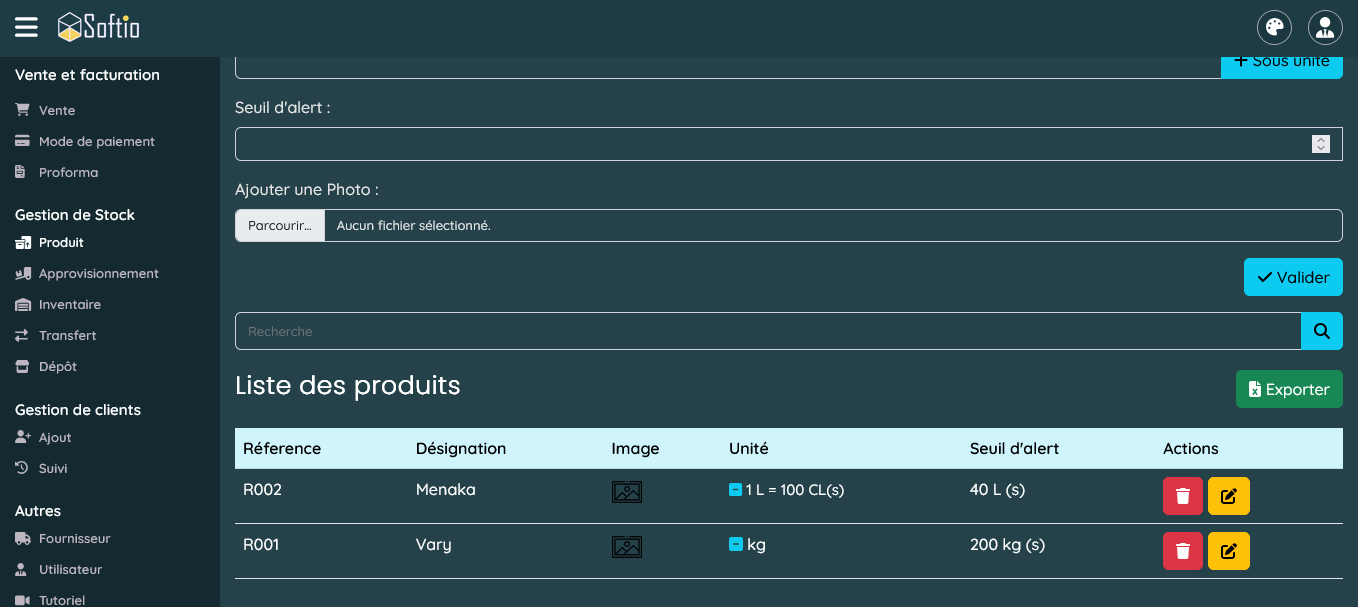 Softio
Vente et facturation
Vente
Mode de paiement
Proforma
Gestion de Stock
Produit
Approvisionnement
Inventaire
Transfert
Dépôt
Gestion de clients
Ajout
Suivi
Autres
Fournisseur
Utilisateur
Tutoriel
+ Sous unité
Seuil d'alert :
Ajouter une Photo :
Parcourir... Aucun fichier sélectionné.
Valider
Recherche
Liste des produits
Exporter
Réference Désignation Image Unité Seuil d'alert Actions
R002 Menaka 1 L = 100 CL(s) 40 L (s)
R001 Vary kg 200 kg (s)